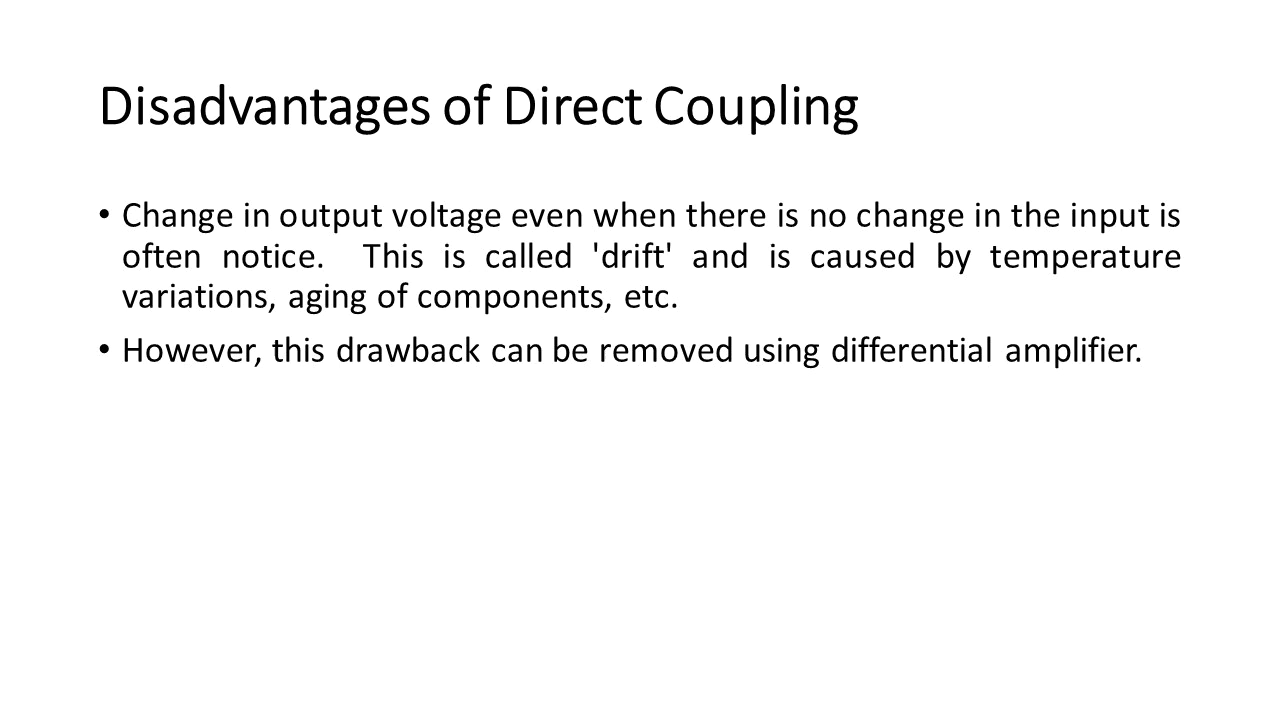 Disadvantages of Direct Coupling
• Change in output voltage even when there is no change in the input is
often notice. This is called 'drift' and is caused by temperature
variations, aging of components, etc.
• However, this drawback can be removed using differential amplifier.